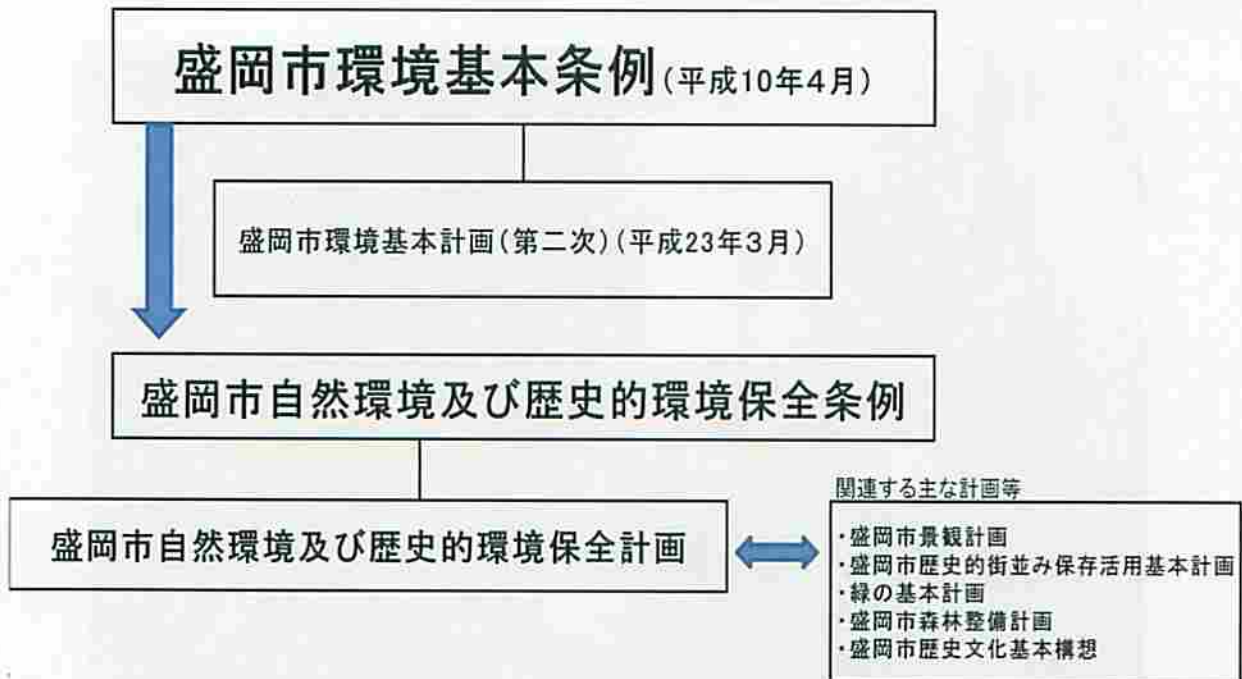 盛岡市環境基本条例(平成10年4月)
盛岡市環境基本計画(第二次)(平成23年3月)
盛岡市自然環境及び歴史的環境保全条例
盛岡市自然環境及び歴史的環境保全計画
関連する主な計画等
・盛岡市景観計画
・盛岡市歴史的街並み保存活用基本計画
・緑の基本計画
・盛岡市森林整備計画
・盛岡市歴史文化基本構想